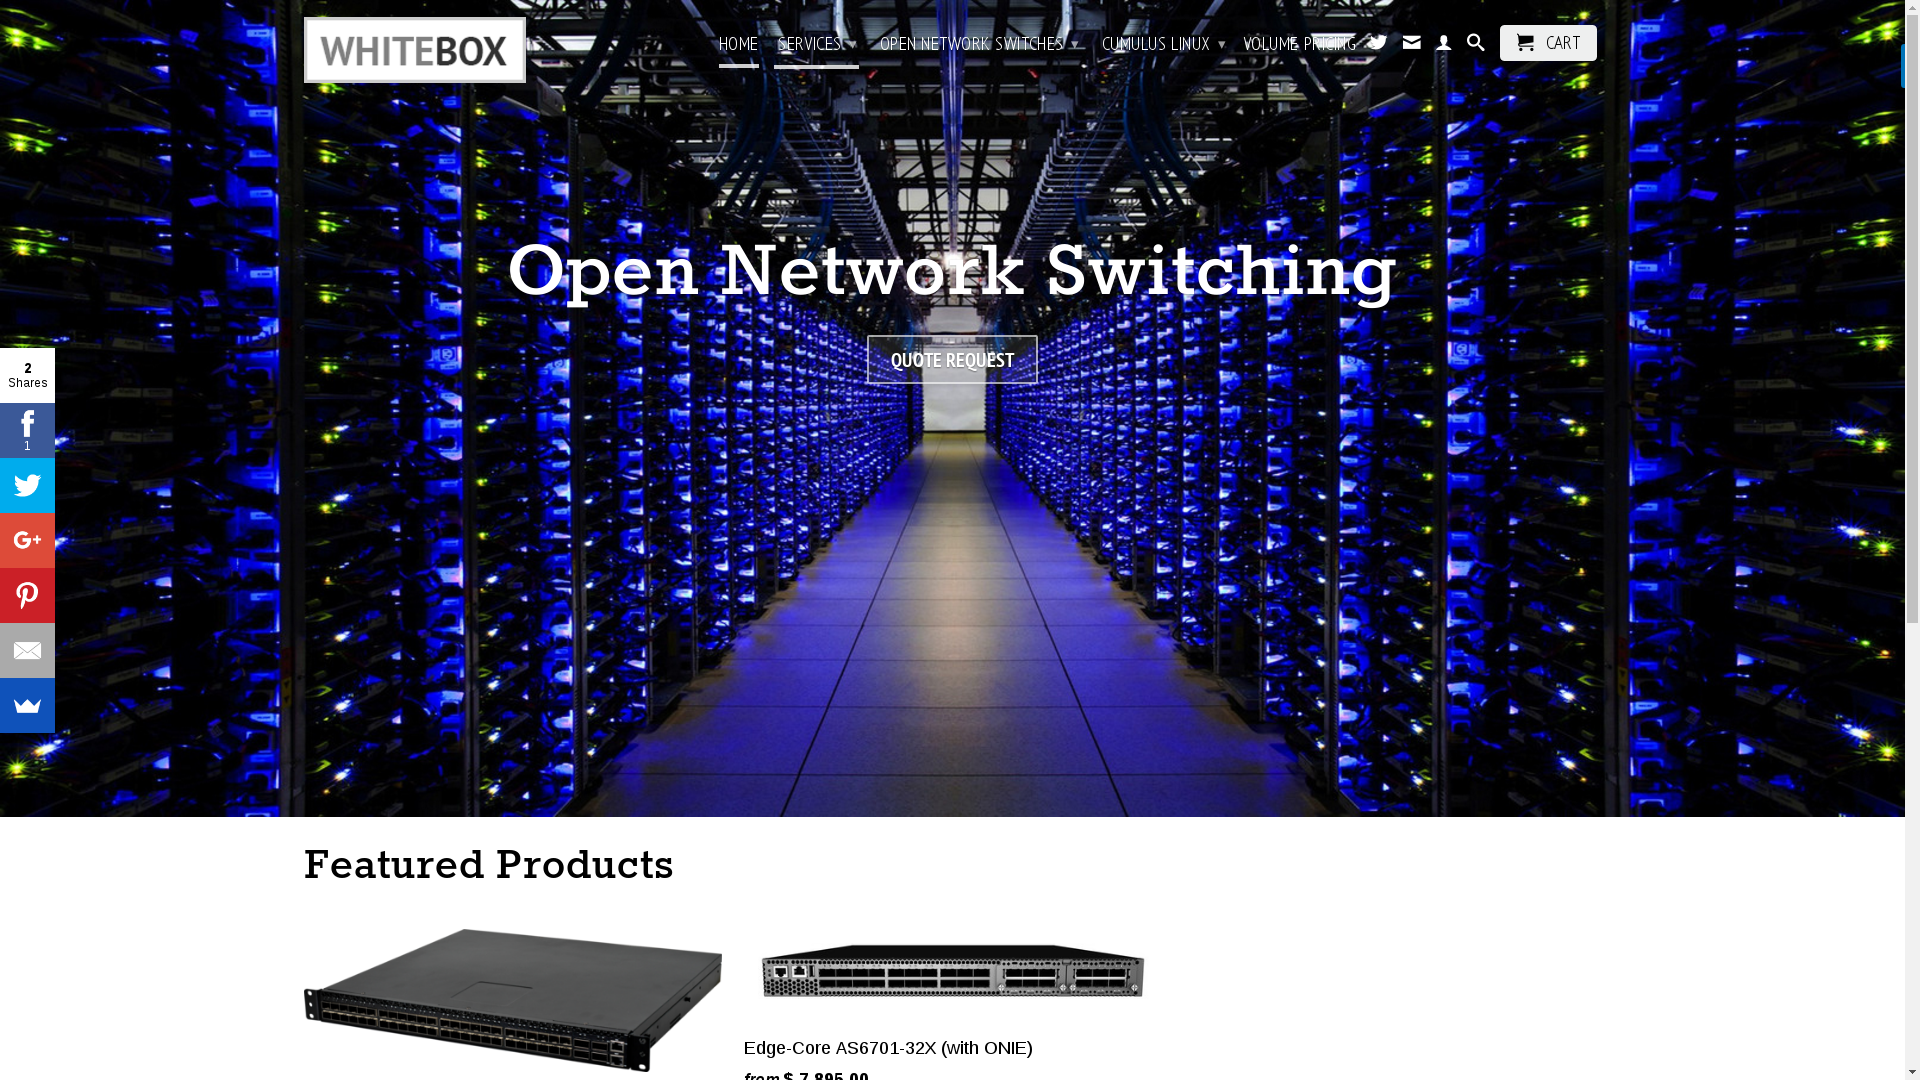 WHITEBOX
HOME SERVICES ▾ OPEN NETWORK SWITCHES ▾ CUMULUS LINUX ▾ VOLUME PRICING CART
Open Network Switching
QUOTE REQUEST
2
Shares
1
Featured Products
Edge-Core AS6701-32X (with ONIE)
from $ 7,895.00